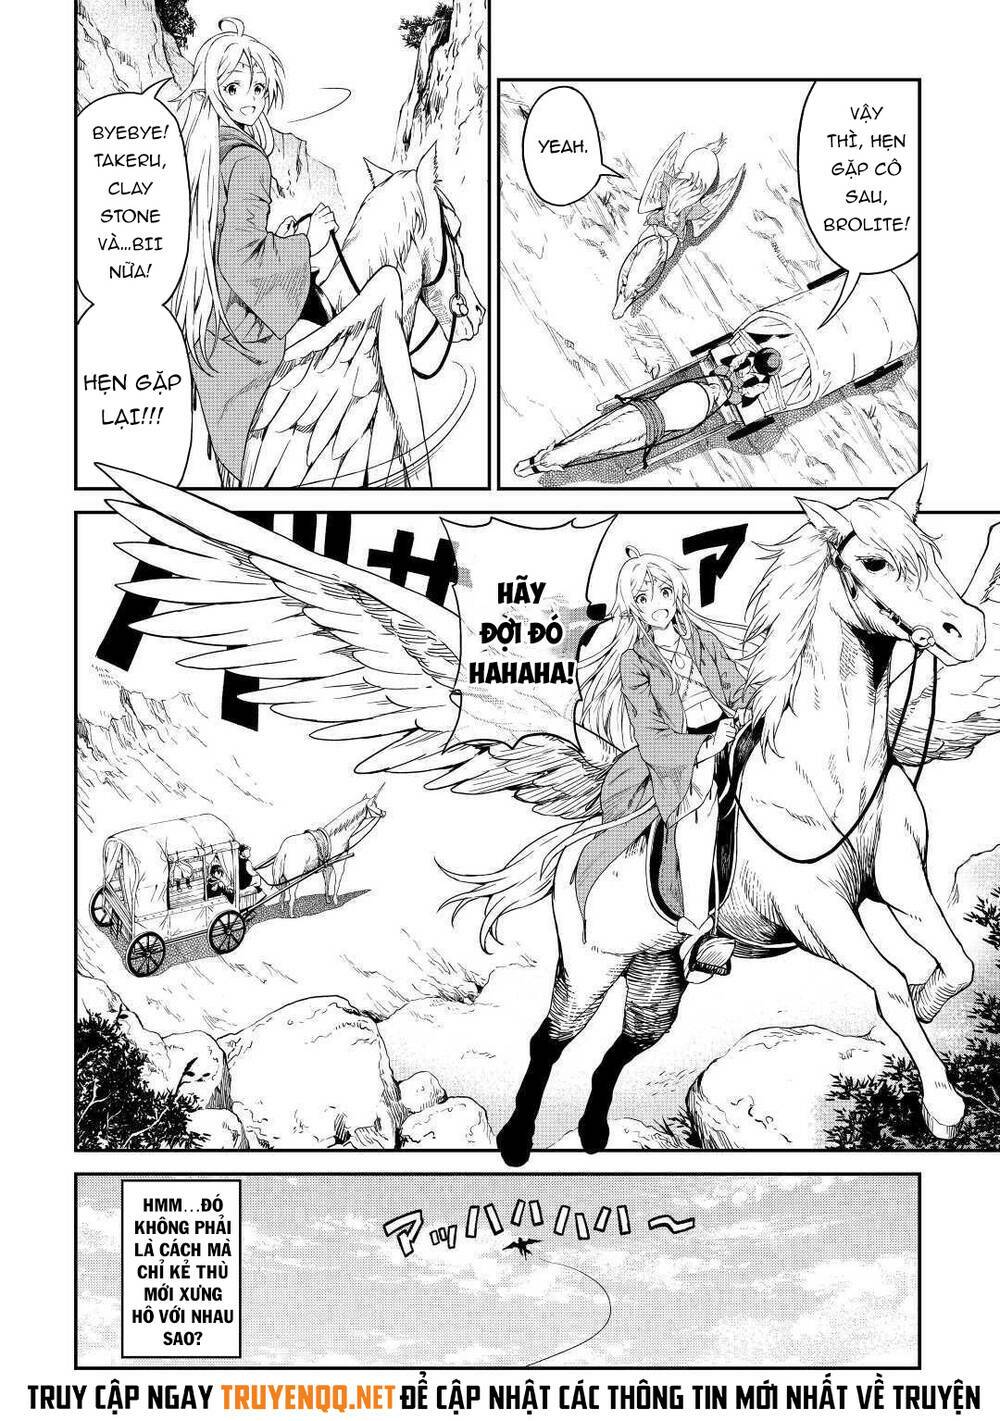 VẬY
THÌ, HẸN
GẶP CÔ
SAU,
BROLITE!
YEAH.
BYEBYE!
TAKERU,
CLAY
STONE
VÀ...BII
NỮA!
HẸN GẶP
LẠI!!!
HÃY
ĐỢI ĐÓ
HAHAHA!
バサ
ァ
アッハハハハ〜
HMM...ĐÓ
KHÔNG PHẢI
LÀ CÁCH MÀ
CHỈ KẺ THÙ
MỚI XƯNG
HÔ VỚI NHAU
SAO?
TRUY CẬP NGAY TRUYENQQ.NET ĐỂ CẬP NHẬT CÁC THÔNG TIN MỚI NHẤT VỀ TRUYỆN